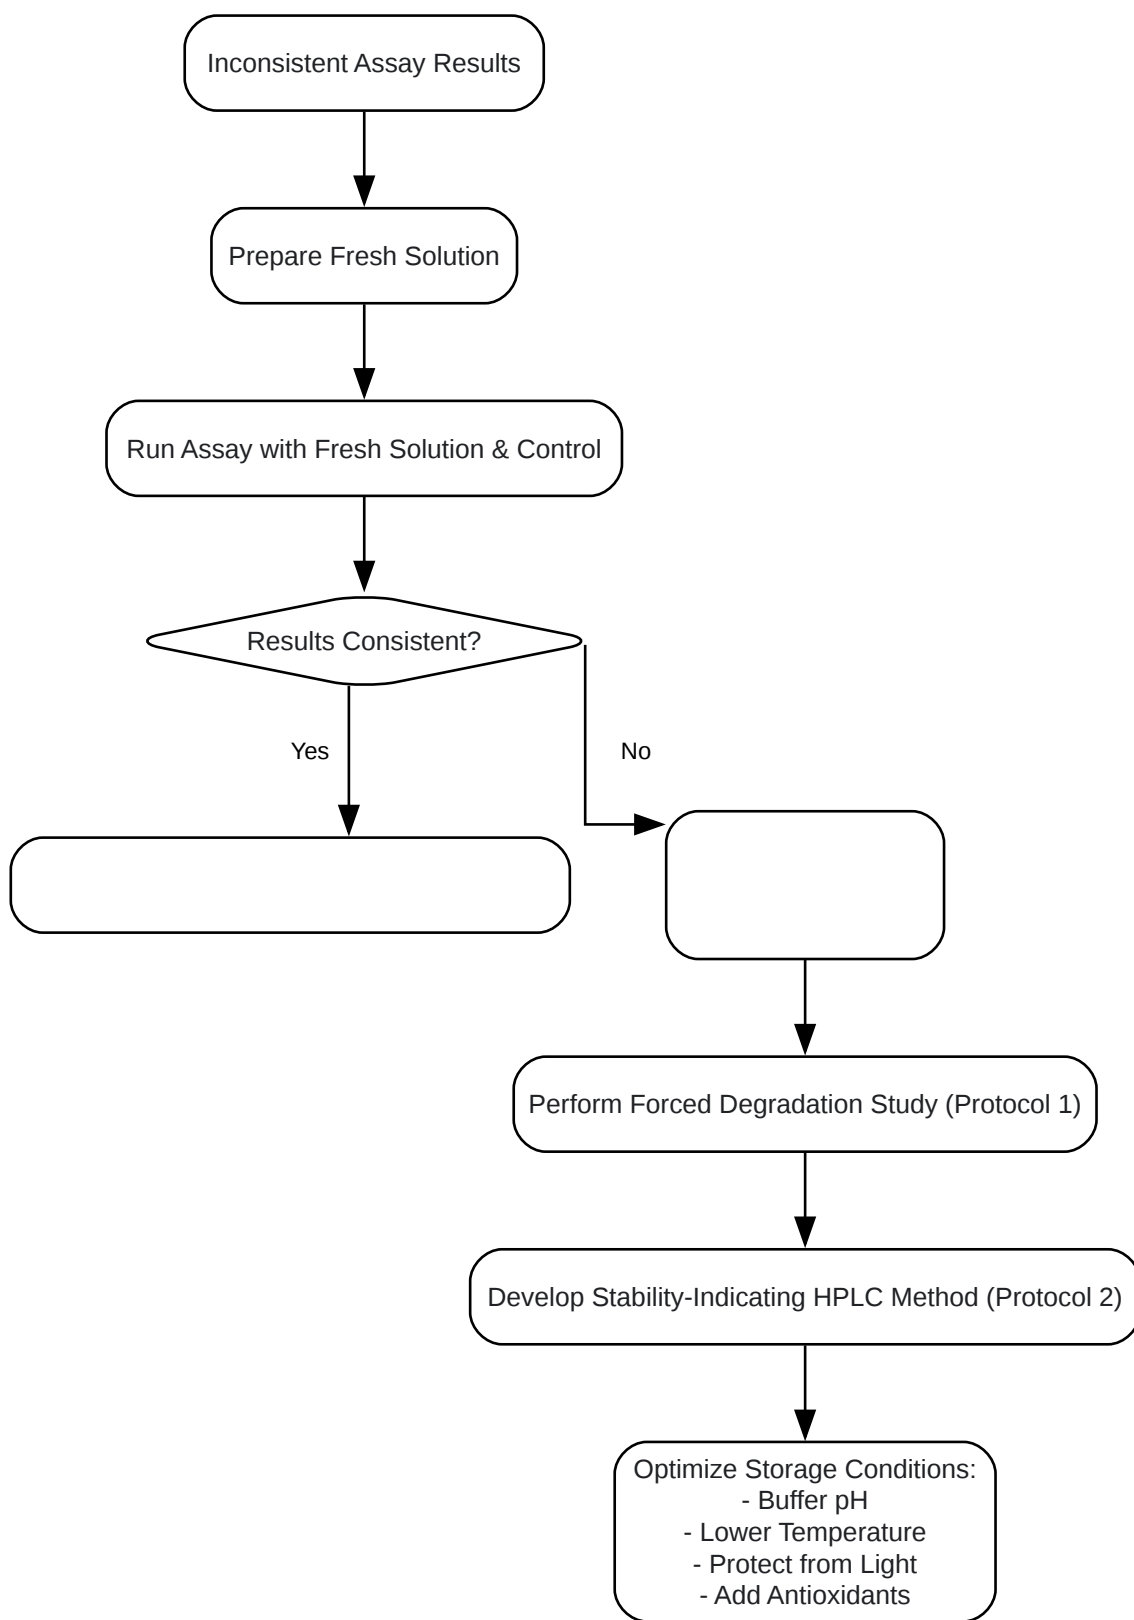 Inconsistent Assay Results
Prepare Fresh Solution
Run Assay with Fresh Solution & Control
Results Consistent?
Yes
No
Perform Forced Degradation Study (Protocol 1)
Develop Stability-Indicating HPLC Method (Protocol 2)
Optimize Storage Conditions:
- Buffer pH
- Lower Temperature
- Protect from Light
- Add Antioxidants